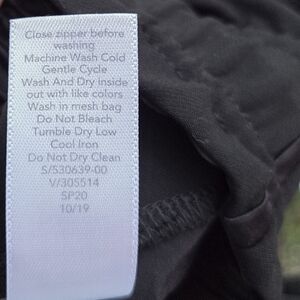 Close zipper before
washing
Machine Wash Cold
Gentle Cycle
Wash And Dry Inside
out with like colors
Wash in mesh bag
Do Not Bleach
Tumble Dry Low
Cool Iron
Do Not Dry Clean
S/530639-00
V/305514
SP20
10/19